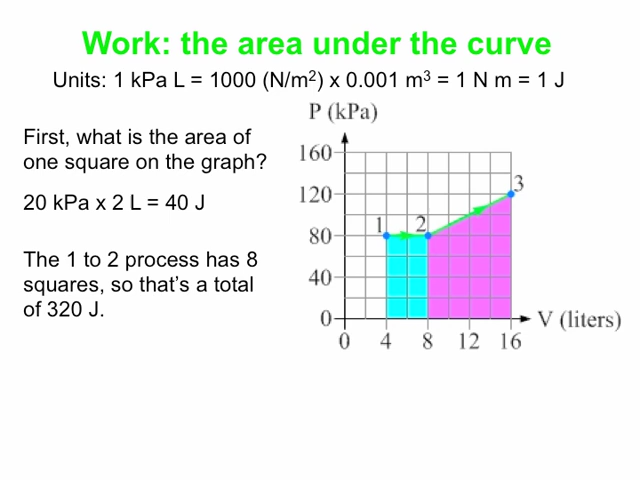 Work: the area under the curve
Units: 1 kPa L = 1000 (N/m²) x 0.001 m³ = 1 N m = 1 J
First, what is the area of
one square on the graph?
20 kPa x 2 L = 40 J
The 1 to 2 process has 8
squares, so that's a total
of 320 J.
P (kPa)
160
120
80
40
0
1
2
3
0 4 8 12 16
V (liters)